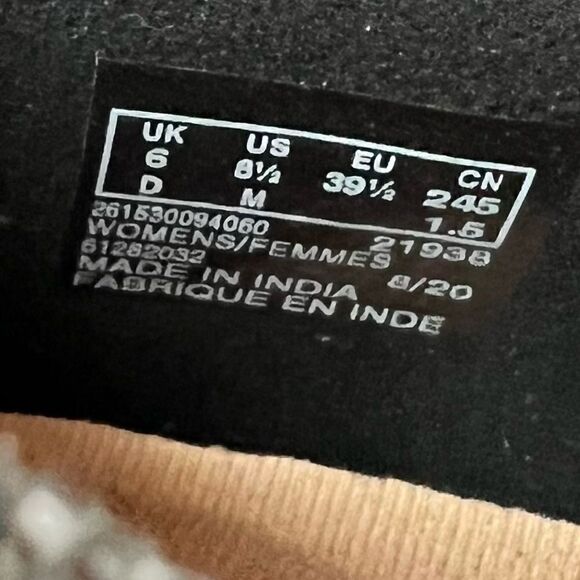 UK US EU CN
6 8½ 39½ 245
D M 1.5
261530094060 21938
WOMENS/FEMMES
61262032 8/20
MADE IN INDIA
FABRIQUE EN INDE